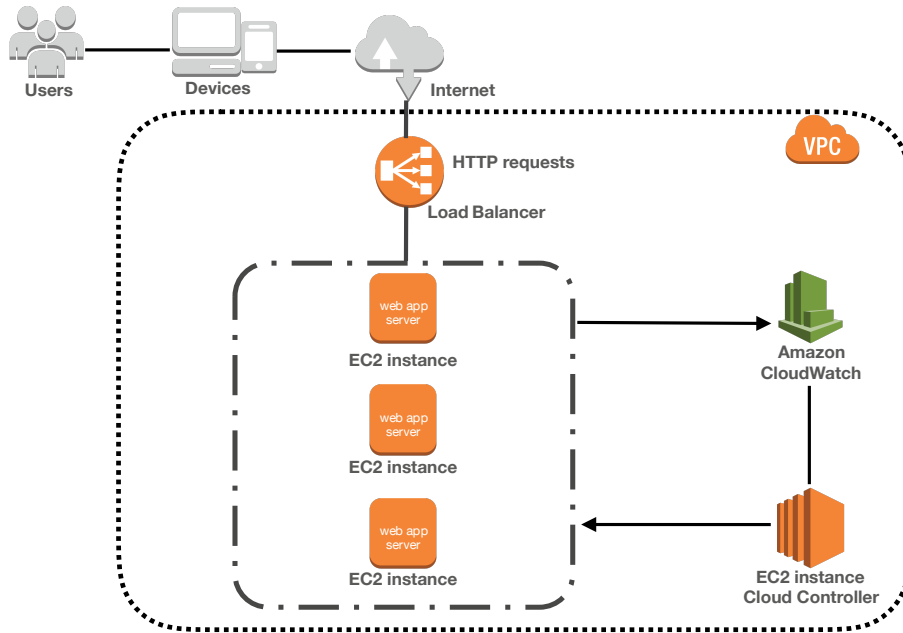 Users
Devices
Internet
VPC
HTTP requests
Load Balancer
web app
server
EC2 instance
Amazon
CloudWatch
web app
server
EC2 instance
web app
server
EC2 instance
EC2 instance
Cloud Controller